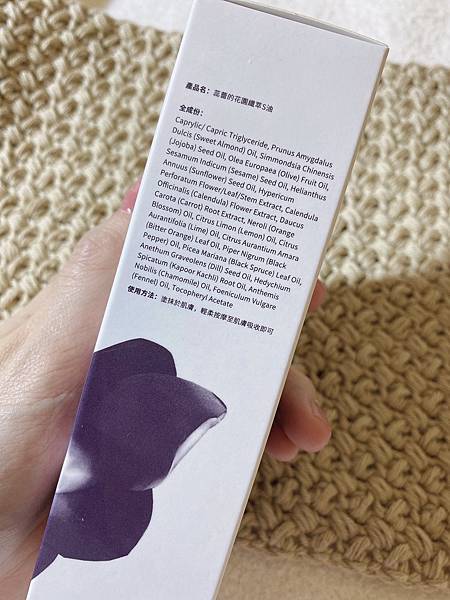 產品名：蕊薔的花園纖萃S油
全成份：
Caprylic/ Capric Triglyceride, Prunus Amygdalus
Dulcis (Sweet Almond) Oil, Simmondsia Chinensis
(Jojoba) Seed Oil, Olea Europaea (Olive) Fruit Oil,
Sesamum Indicum (Sesame) Seed Oil, Helianthus
Annuus (Sunflower) Seed Oil, Hypericum
Perforatum Flower/Leaf/Stem Extract, Calendula
Officinalis (Calendula) Flower Extract, Daucus
Carota (Carrot) Root Extract, Neroli (Orange
Blossom) Oil, Citrus Limon (Lemon) Oil, Citrus
Aurantifolia (Lime) Oil, Citrus Aurantium Amara
(Bitter Orange) Leaf Oil, Piper Nigrum (Black
Pepper) Oil, Picea Mariana (Black Spruce) Leaf Oil,
Anethum Graveolens (Dill) Seed Oil, Hedychium
Spicatum (Kapoor Kachli) Root Oil, Anthemis
Nobilis (Chamomile) Oil, Foeniculum Vulgare
(Fennel) Oil, Tocopheryl Acetate
使用方法：塗抹於肌膚，輕柔按摩至肌膚吸收即可